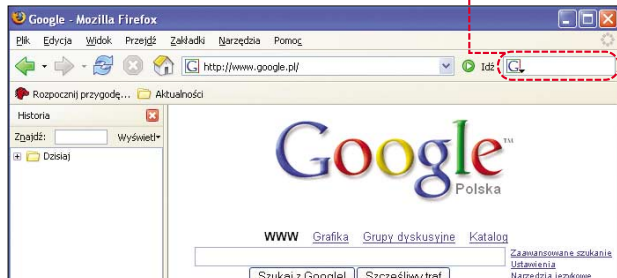 Google - Mozilla Firefox
Plik Edycja Widok Przejdź Zakładki Narzędzia Pomoc
G http://www.google.pl/ Idź G
Rozpocznij przygodę... Aktualności
Historia
Znajdź: Wyświetl
Dzisiaj
Google™
Polska
WWW Grafika Grupy dyskusyjne Katalog
Zaawansowane szukanie
Ustawienia
Szukaj z Google! Szczęśliwy traf Narzędzia językowe